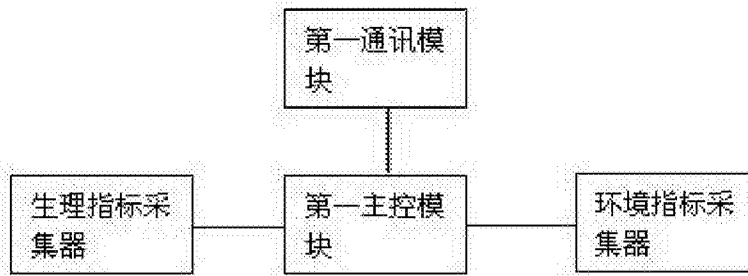 第一通讯模
块
生理指标采
集器
第一主控模
块
环境指标采
集器